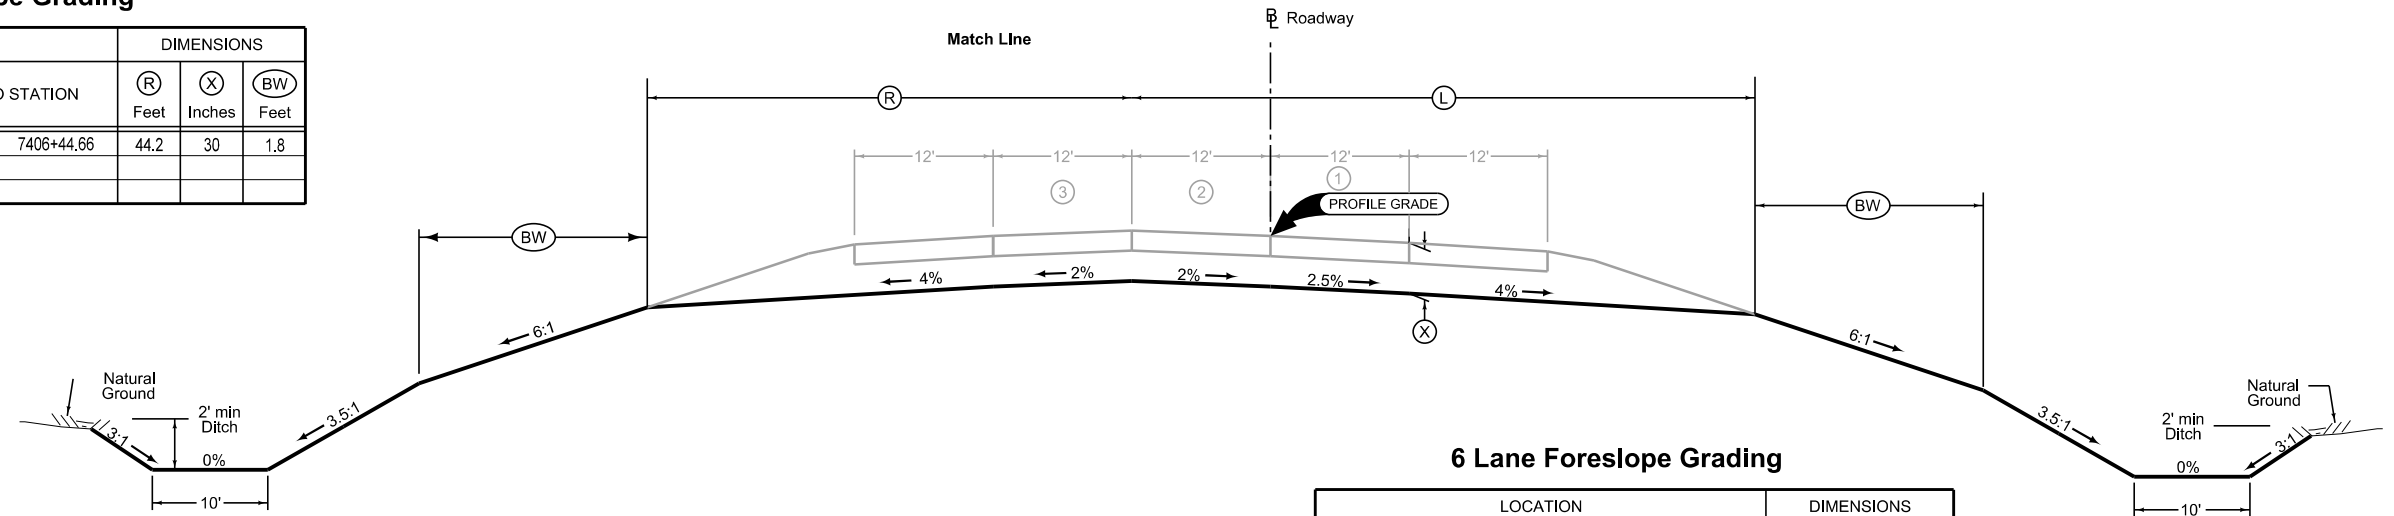 pe Grading
DIMENSIONS
O STATION
R
Feet
X
Inches
BW
Feet
7406+44.66
44.2
30
1.8
Match Line
BL Roadway
R
L
12'
12'
12'
12'
12'
3
2
1
PROFILE GRADE
BW
BW
4%
2%
2%
2.5%
4%
X
6:1
6:1
Natural
Ground
2' min
Ditch
3:1
3.5:1
0%
10'
Natural
Ground
2' min
Ditch
3.5:1
3:1
0%
10'
6 Lane Foreslope Grading
LOCATION
DIMENSIONS